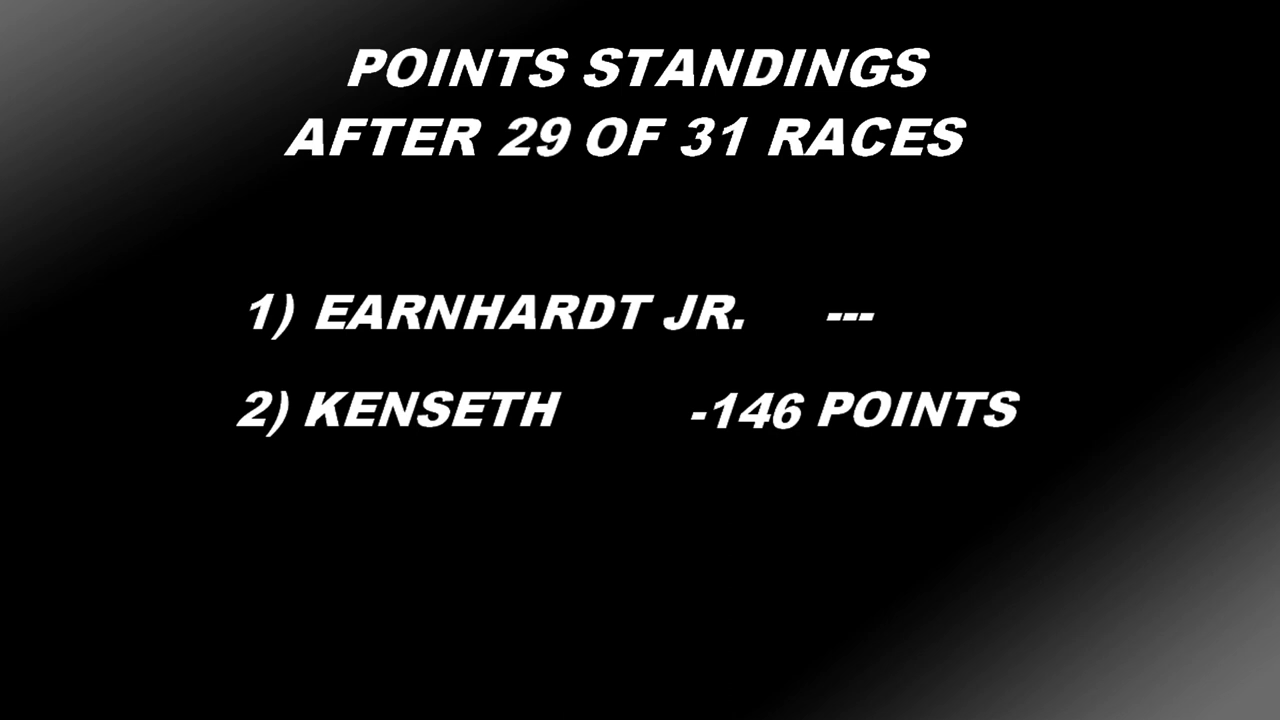 POINTS STANDINGS
AFTER 29 OF 31 RACES
1) EARNHARDT JR. ---
2) KENSETH -146 POINTS